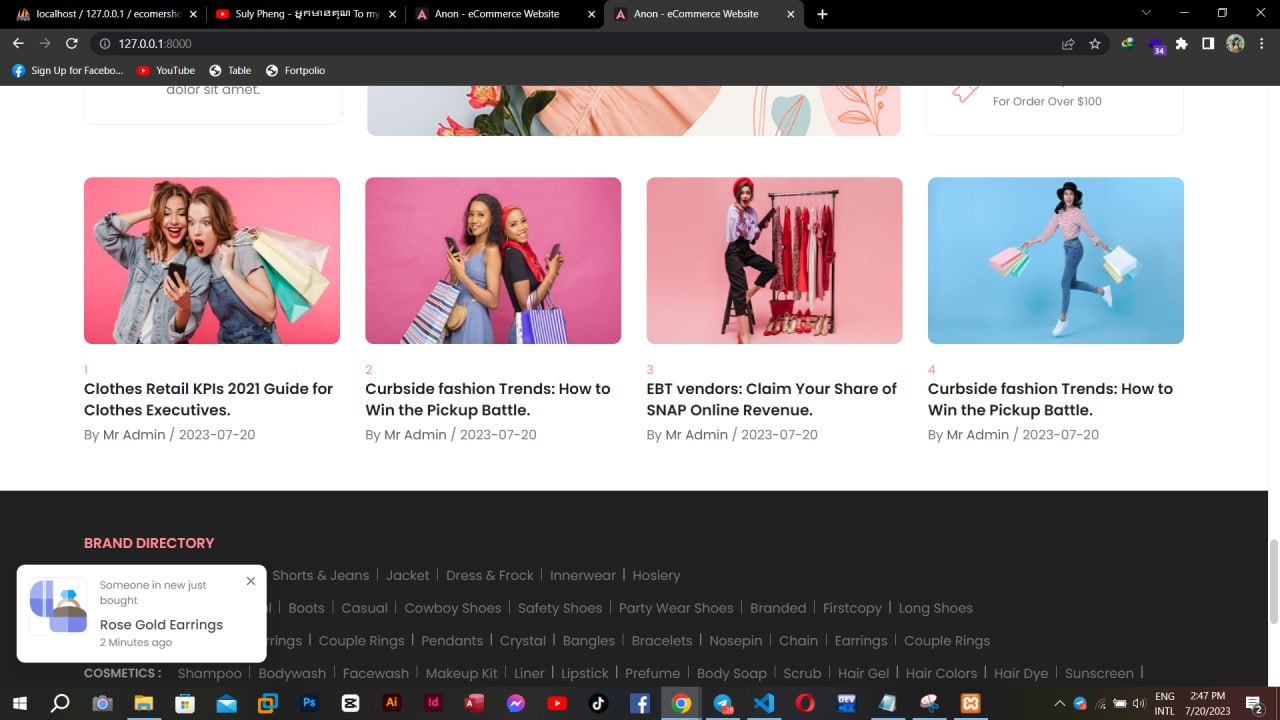 localhost / 127.0.0.1 / ecomersho
Suly Pheng - អ្នកមានគុណ To my
Anon - eCommerce Website
Anon - eCommerce Website
127.0.0.1:8000
34
Sign Up for Facebo...
YouTube
Table
Fortpolio
dolor sit amet.
For Order Over $100
1
Clothes Retail KPIs 2021 Guide for
Clothes Executives.
By Mr Admin / 2023-07-20
2
Curbside fashion Trends: How to
Win the Pickup Battle.
By Mr Admin / 2023-07-20
3
EBT vendors: Claim Your Share of
SNAP Online Revenue.
By Mr Admin / 2023-07-20
4
Curbside fashion Trends: How to
Win the Pickup Battle.
By Mr Admin / 2023-07-20
BRAND DIRECTORY
Shorts & Jeans | Jacket | Dress & Frock | Innerwear | Hosiery
l | Boots | Casual | Cowboy Shoes | Safety Shoes | Party Wear Shoes | Branded | Firstcopy | Long Shoes
rrings | Couple Rings | Pendants | Crystal | Bangles | Bracelets | Nosepin | Chain | Earrings | Couple Rings
COSMETICS : Shampoo | Bodywash | Facewash | Makeup Kit | Liner | Lipstick | Prefume | Body Soap | Scrub | Hair Gel | Hair Colors | Hair Dye | Sunscreen |
Someone in new just
bought
Rose Gold Earrings
2 Minutes ago
Ps
Ai
Id
DEV
28
ENG
INTL
2:47 PM
7/20/2023
2